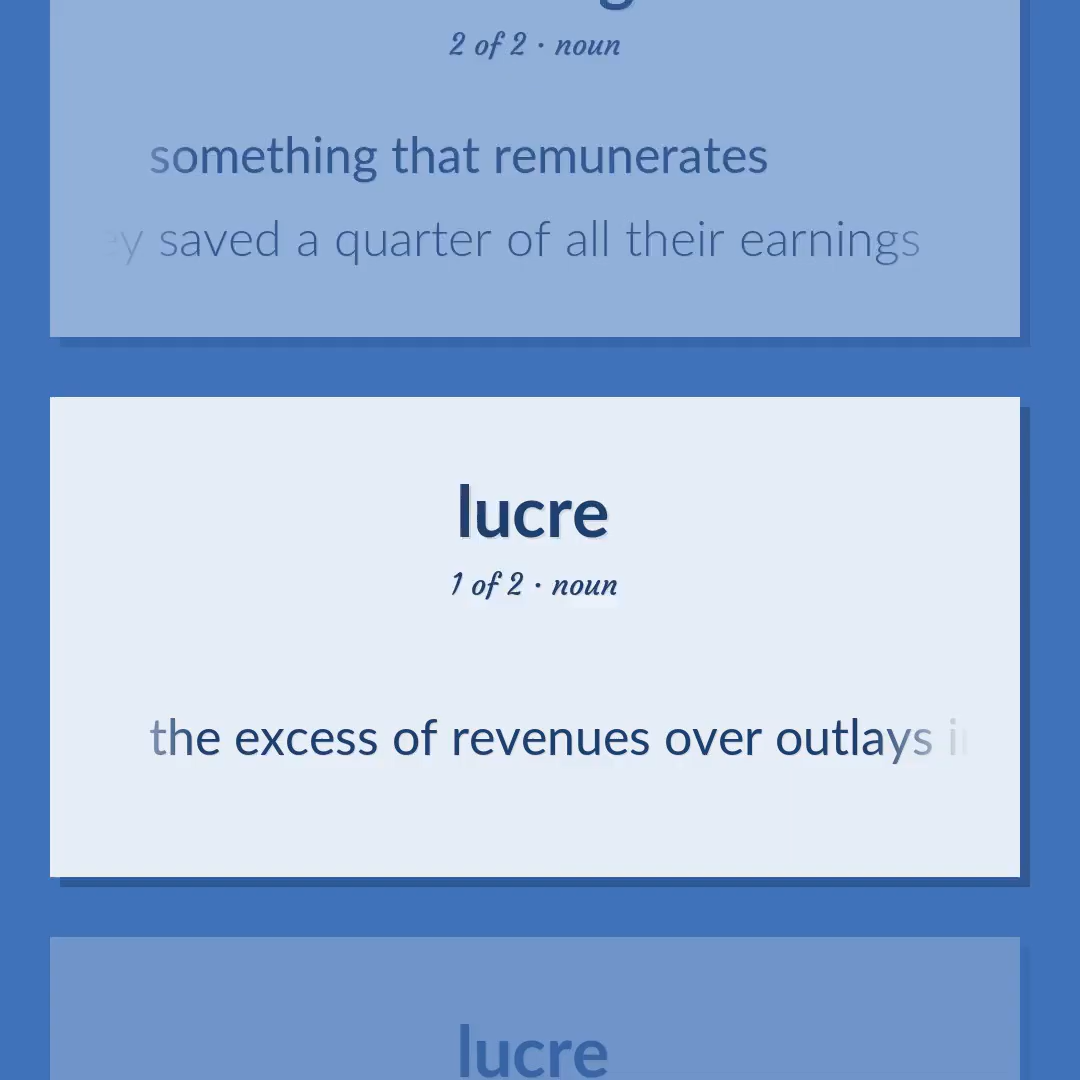 2 of 2 · noun
something that remunerates
saved a quarter of all their earnings
lucre
1 of 2 · noun
the excess of revenues over outlays
lucre